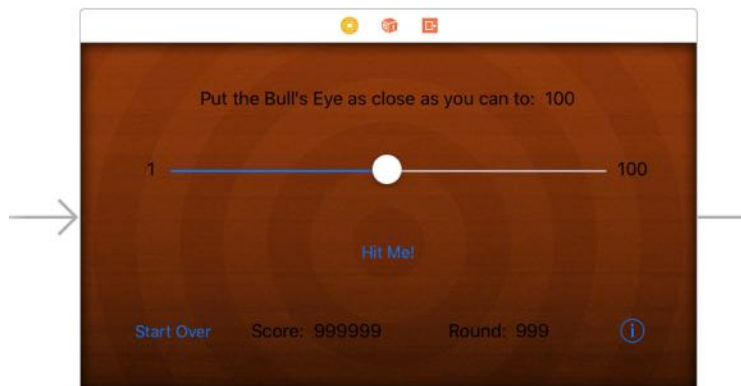 Put the Bull's Eye as close as you can to: 100
1 100
Hit Me!
Start Over Score: 999999 Round: 999